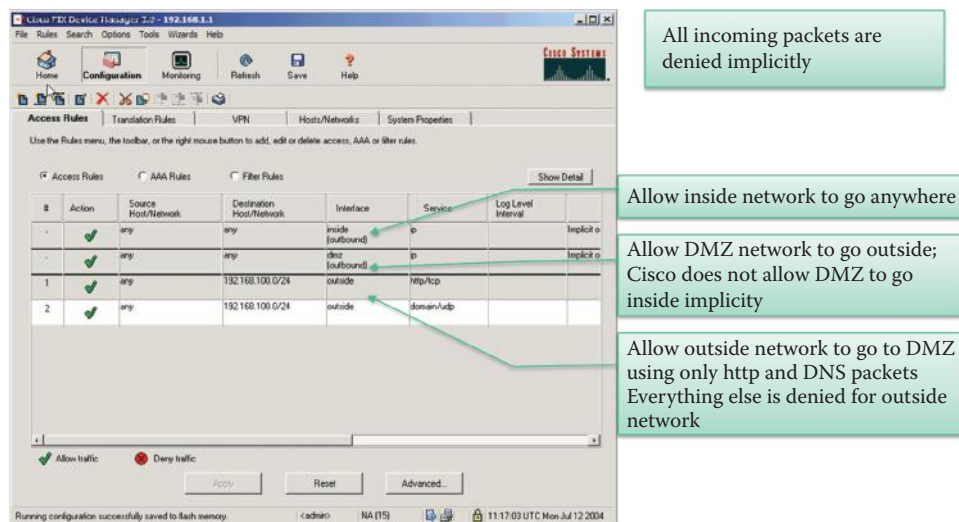 Cisco PIX Device Manager 3.0 - 192.168.1.1
File Rules Search Options Tools Wizards Help
Home Configuration Monitoring Refresh Save Help
CISCO SYSTEMS
Access Rules Translation Rules VPN Hosts/Networks System Properties
Use the Rules menu, the toolbar, or the right mouse button to add, edit or delete access, AAA or filter rules.
Access Rules AAA Rules Filter Rules Show Detail
# Action Source Host/Network Destination Host/Network Interface Service Log Level Interval
- any any inside (outbound) ip Implicit o
- any any dmz (outbound) ip Implicit o
1 any 192.168.100.0/24 outside http/tcp
2 any 192.168.100.0/24 outside domain/udp
Allow traffic Deny traffic
Apply Reset Advanced...
Running configuration successfully saved to flash memory. <admin> NA (15) 11:17:03 UTC Mon Jul 12 2004
All incoming packets are
denied implicitly
Allow inside network to go anywhere
Allow DMZ network to go outside;
Cisco does not allow DMZ to go
inside implicity
Allow outside network to go to DMZ
using only http and DNS packets
Everything else is denied for outside
network